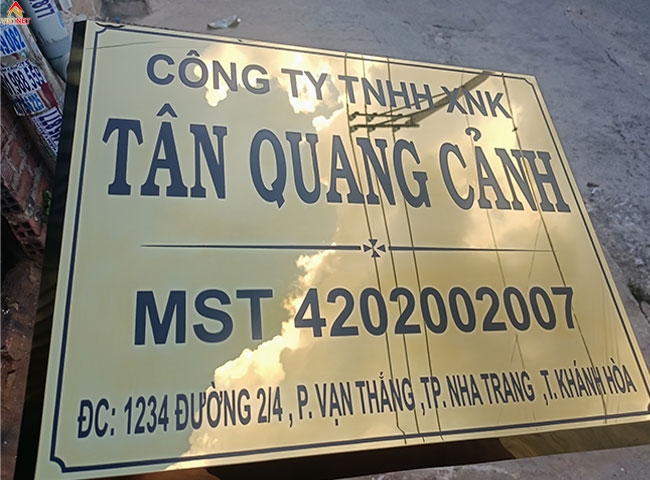 CÔNG TY TNHH XNK
TÂN QUANG CẢNH
MST 4202002007
ĐC: 1234 ĐƯỜNG 2/4 , P. VẠN THẮNG ,TP. NHA TRANG ,T. KHÁNH HÒA